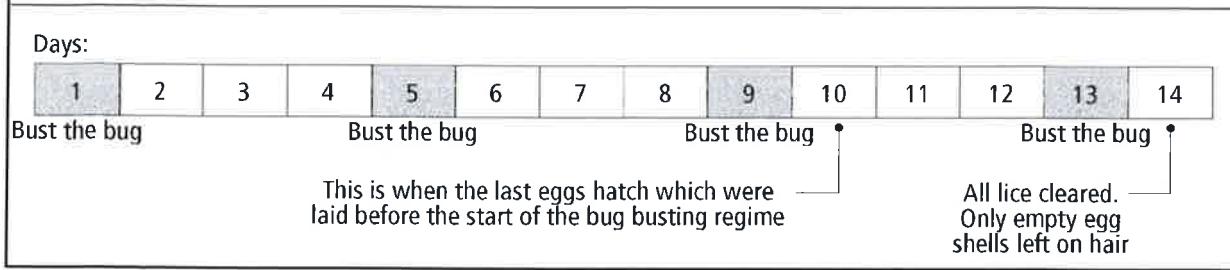 Days:
1 2 3 4 5 6 7 8 9 10 11 12 13 14
Bust the bug Bust the bug Bust the bug Bust the bug
This is when the last eggs hatch which were
laid before the start of the bug busting regime
All lice cleared.
Only empty egg
shells left on hair